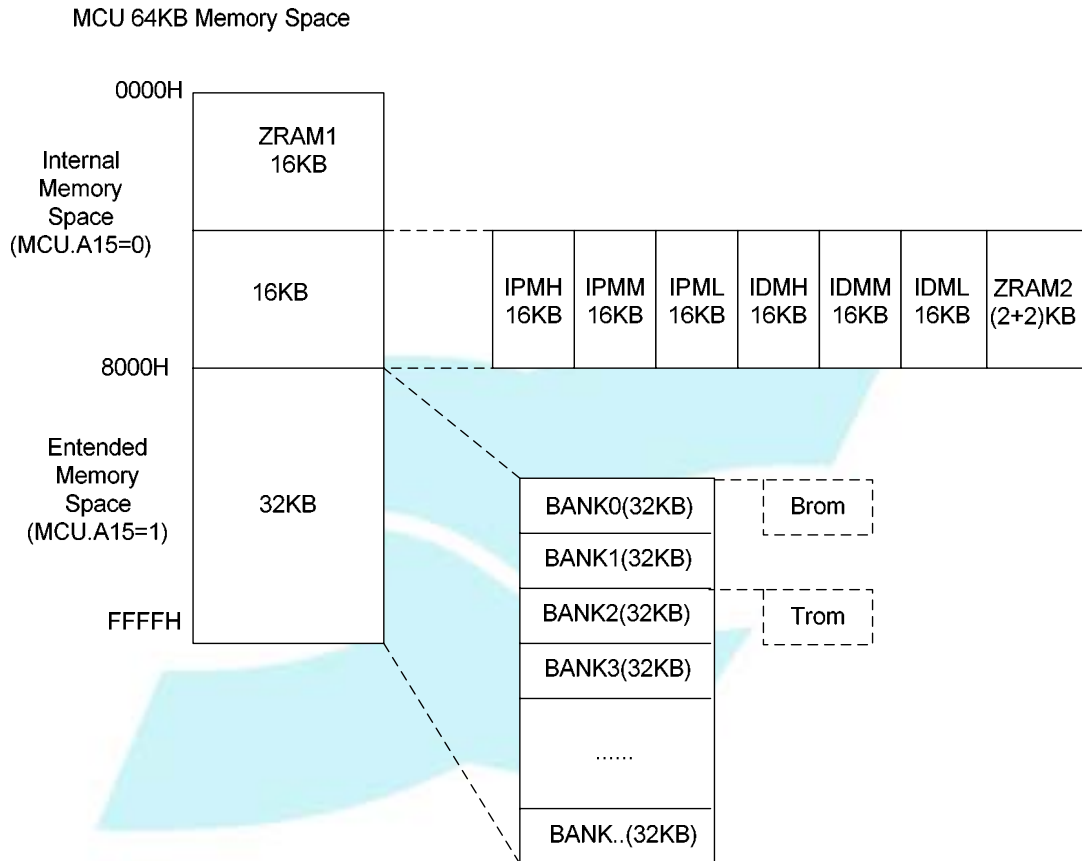 MCU 64KB Memory Space
0000H
ZRAM1
16KB
Internal
Memory
Space
(MCU.A15=0)
16KB
IPMH
16KB
IPMM
16KB
IPML
16KB
IDMH
16KB
IDMM
16KB
IDML
16KB
ZRAM2
(2+2)KB
8000H
Entended
Memory
Space
(MCU.A15=1)
32KB
FFFFH
BANK0(32KB)
Brom
BANK1(32KB)
BANK2(32KB)
Trom
BANK3(32KB)
......
BANK..(32KB)